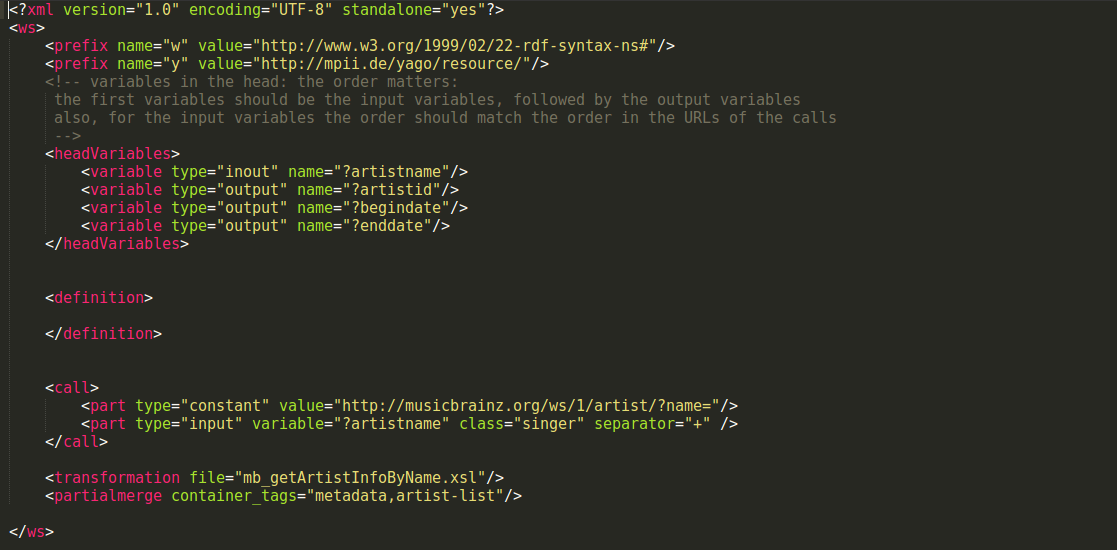 <?xml version="1.0" encoding="UTF-8" standalone="yes"?>
<ws>
<prefix name="w" value="http://www.w3.org/1999/02/22-rdf-syntax-ns#"/>
<prefix name="y" value="http://mpii.de/yago/resource/"/>
<!-- variables in the head: the order matters:
the first variables should be the input variables, followed by the output variables
also, for the input variables the order should match the order in the URLs of the calls
-->
<headVariables>
<variable type="inout" name="?artistname"/>
<variable type="output" name="?artistid"/>
<variable type="output" name="?begindate"/>
<variable type="output" name="?enddate"/>
</headVariables>
<definition>
</definition>
<call>
<part type="constant" value="http://musicbrainz.org/ws/1/artist/?name="/>
<part type="input" variable="?artistname" class="singer" separator="+" />
</call>
<transformation file="mb_getArtistInfoByName.xsl"/>
<partialmerge container_tags="metadata,artist-list"/>
</ws>